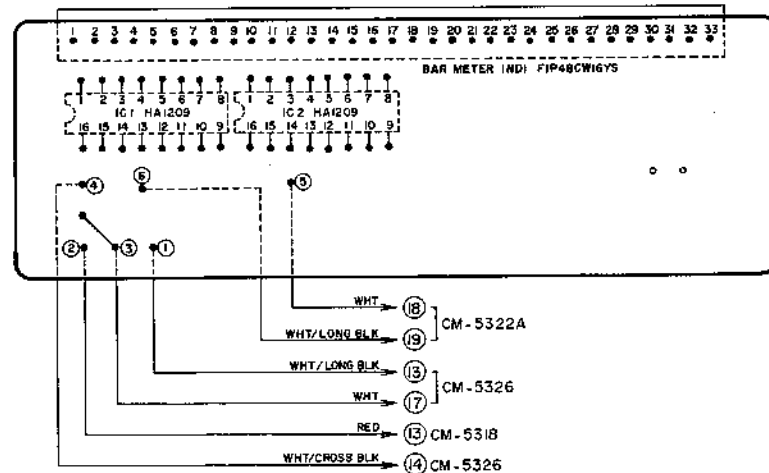 1 2 3 4 5 6 7 8 9 10 11 12 13 14 15 16 17 18 19 20 21 22 23 24 25 26 27 28 29 30 31 32 33
BAR METER INDI FIP48CW16YS
1 2 3 4 5 6 7 8 1 2 3 4 5 6 7 8
IC1 HA1209 IC2 HA1209
16 15 14 13 12 11 10 9 16 15 14 13 12 11 10 9
4 6 5
2 3 1
WHT 18
CM-5322A
WHT/LONG BLK 19
WHT/LONG BLK 13
CM-5326
WHT 17
RED 13 CM-5318
WHT/CROSS BLK 14 CM-5326